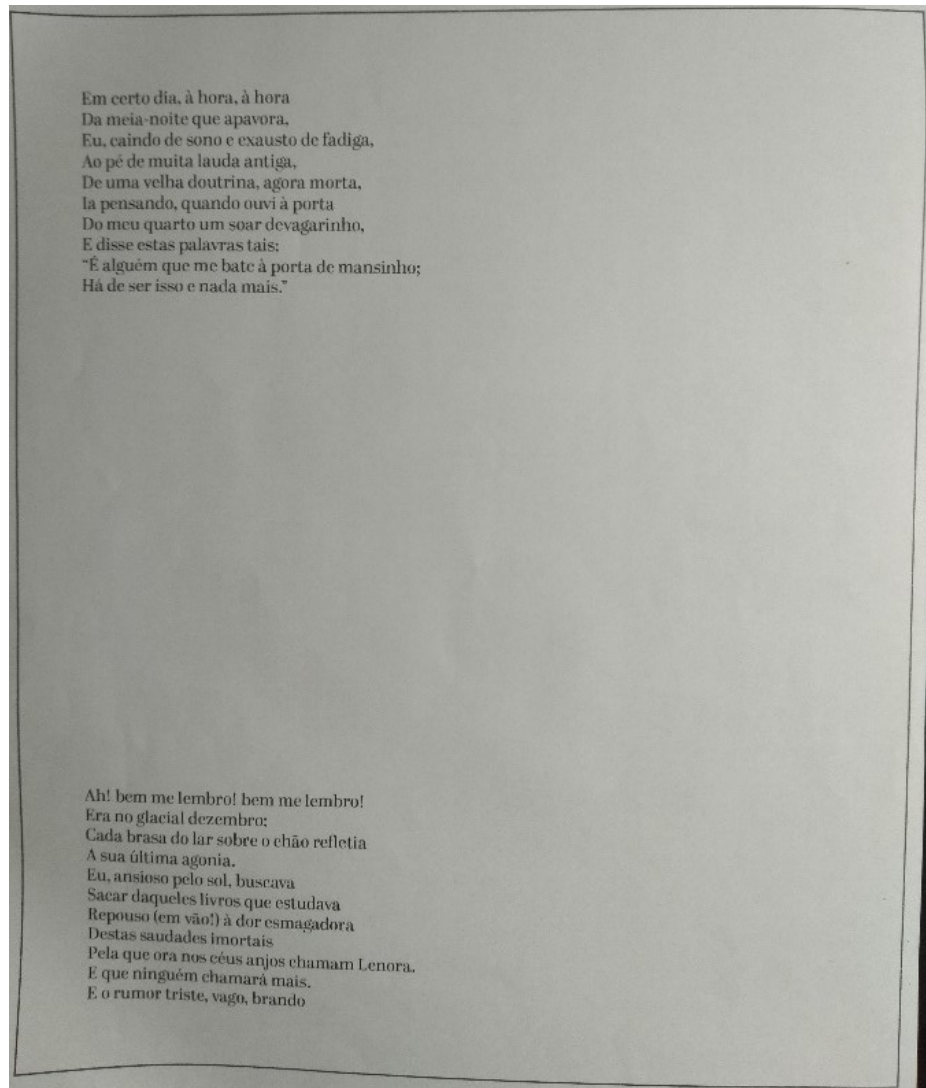 Em certo dia, à hora, à hora
Da meia-noite que apavora,
Eu, caindo de sono e exausto de fadiga,
Ao pé de muita lauda antiga,
De uma velha doutrina, agora morta,
Ia pensando, quando ouvi à porta
Do meu quarto um soar devagarinho,
E disse estas palavras tais:
"É alguém que me bate à porta de mansinho;
Há de ser isso e nada mais."
Ah! bem me lembro! bem me lembro!
Era no glacial dezembro;
Cada brasa do lar sobre o chão refletia
A sua última agonia.
Eu, ansioso pelo sol, buscava
Sacar daqueles livros que estudava
Repouso (em vão!) à dor esmagadora
Destas saudades imortais
Pela que ora nos céus anjos chamam Lenora.
E que ninguém chamará mais.
E o rumor triste, vago, brando